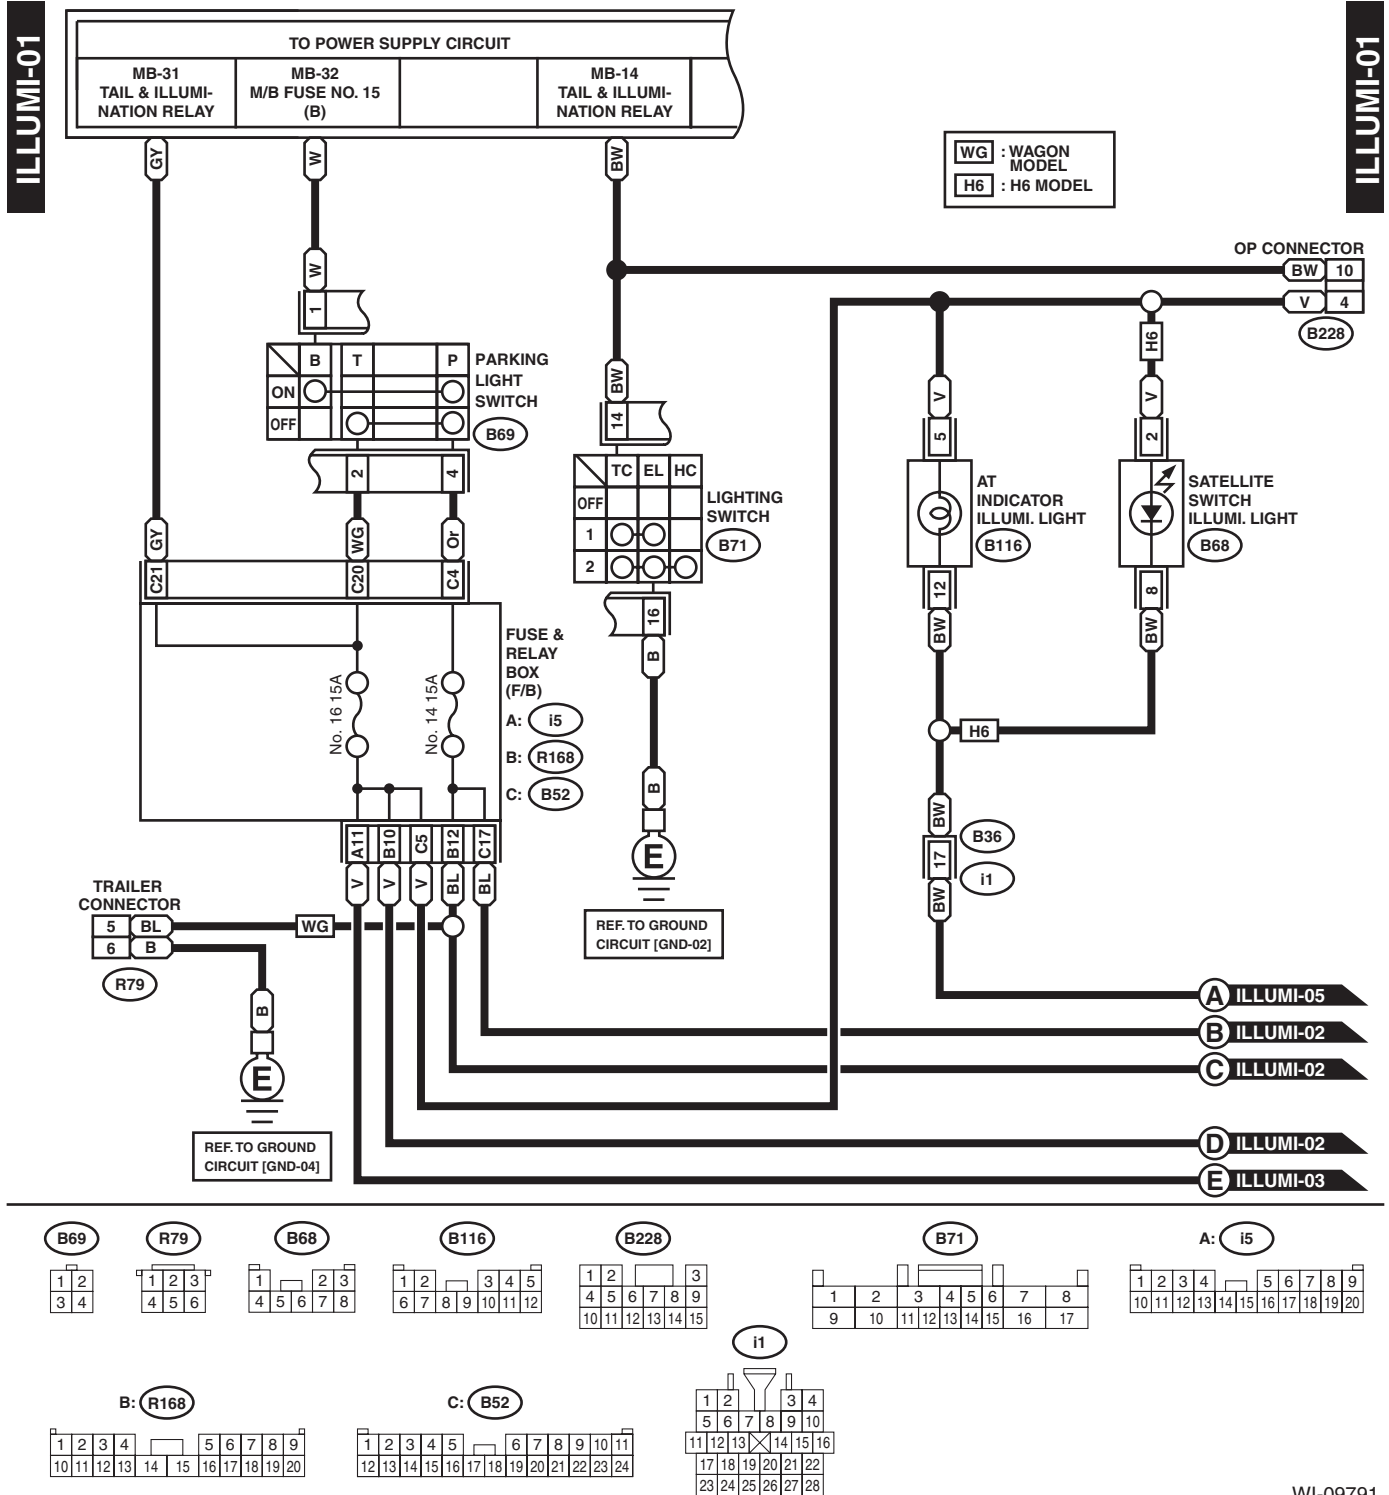 ILLUMI-01
ILLUMI-01
TO POWER SUPPLY CIRCUIT
MB-31
TAIL & ILLUMI-
NATION RELAY
MB-32
M/B FUSE NO. 15
(B)
MB-14
TAIL & ILLUMI-
NATION RELAY
GY
W
BW
WG : WAGON
MODEL
H6 : H6 MODEL
OP CONNECTOR
BW 10
V 4
B228
W
1
B T P
ON
OFF
PARKING
LIGHT
SWITCH
B69
2 4
GY WG Or
C21 C20 C4
BW
14
TC EL HC
OFF
1
2
LIGHTING
SWITCH
B71
16
B
B
E
REF. TO GROUND
CIRCUIT [GND-02]
H6
V V
5 2
AT
INDICATOR
ILLUMI. LIGHT
B116
SATELLITE
SWITCH
ILLUMI. LIGHT
B68
12 8
BW BW
H6
BW
17
BW
B36
i1
FUSE &
RELAY
BOX
(F/B)
A: i5
B: R168
C: B52
No. 16 15A
No. 14 15A
A11 B10 C5 B12 C17
V V V BL BL
TRAILER
CONNECTOR
5 BL
6 B
R79
WG
B
E
REF. TO GROUND
CIRCUIT [GND-04]
A ILLUMI-05
B ILLUMI-02
C ILLUMI-02
D ILLUMI-02
E ILLUMI-03
B69
1 2
3 4
R79
1 2 3
4 5 6
B68
1 2 3
4 5 6 7 8
B116
1 2 3 4 5
6 7 8 9 10 11 12
B228
1 2 3
4 5 6 7 8 9
10 11 12 13 14 15
B71
1 2 3 4 5 6 7 8
9 10 11 12 13 14 15 16 17
A: i5
1 2 3 4 5 6 7 8 9
10 11 12 13 14 15 16 17 18 19 20
B: R168
1 2 3 4 5 6 7 8 9
10 11 12 13 14 15 16 17 18 19 20
C: B52
1 2 3 4 5 6 7 8 9 10 11
12 13 14 15 16 17 18 19 20 21 22 23 24
i1
1 2 3 4
5 6 7 8 9 10
11 12 13 14 15 16
17 18 19 20 21 22
23 24 25 26 27 28
WI-09791